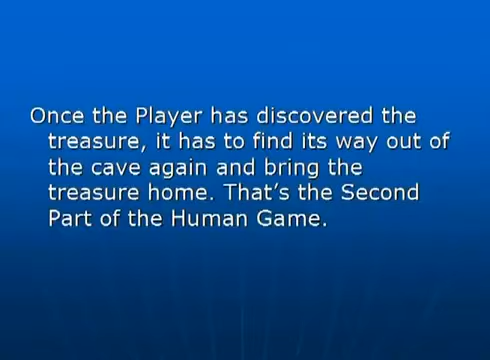 Once the Player has discovered the
treasure, it has to find its way out of
the cave again and bring the
treasure home. That’s the Second
Part of the Human Game.